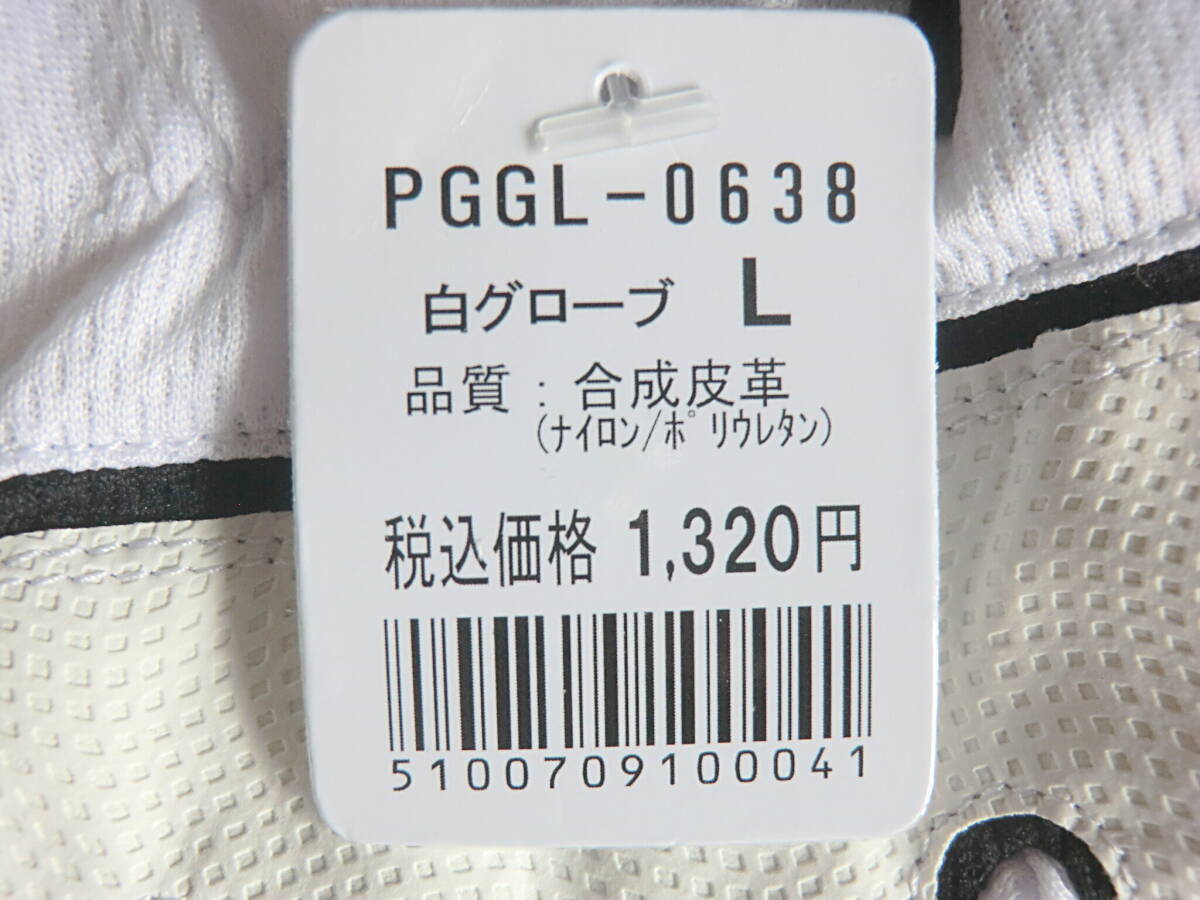 PGGL-0638
白グローブ L
品質:合成皮革
(ナイロン/ポリウレタン)
税込価格 1,320円
5100709100041